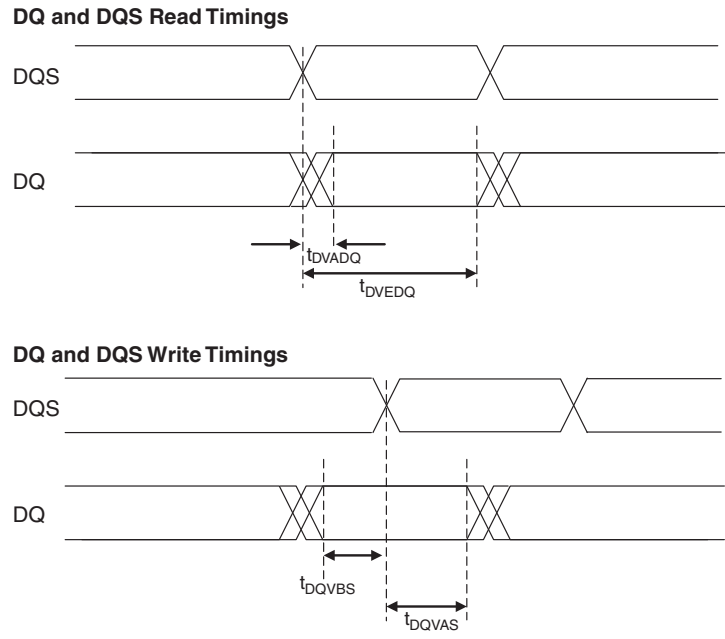 DQ and DQS Read Timings
DQS
DQ
tDVADQ
tDVEDQ
DQ and DQS Write Timings
DQS
DQ
tDQVBS
tDQVAS